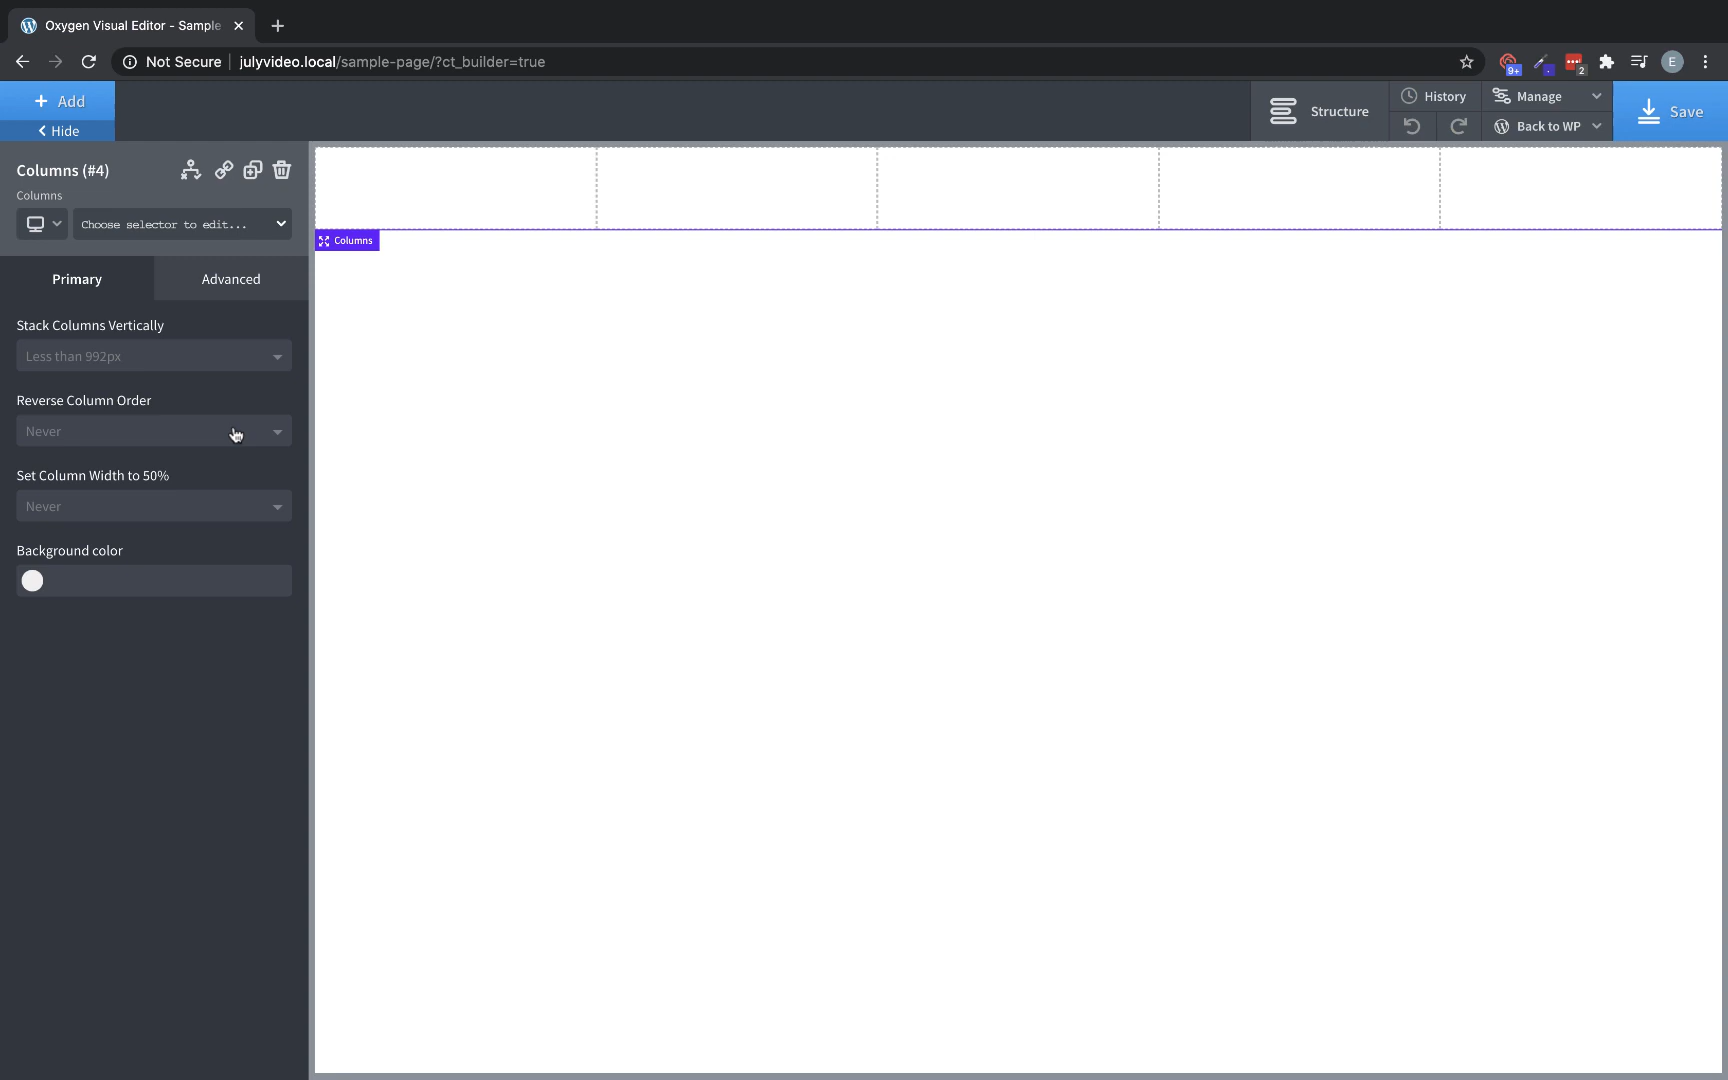 Oxygen Visual Editor - Sample
Not Secure
julyvideo.local/sample-page/?ct_builder=true
9+
2
E
Add
Hide
Structure
History
Manage
Back to WP
Save
Columns (#4)
Columns
Choose selector to edit...
Primary
Advanced
Stack Columns Vertically
Less than 992px
Reverse Column Order
Never
Set Column Width to 50%
Never
Background color
Columns